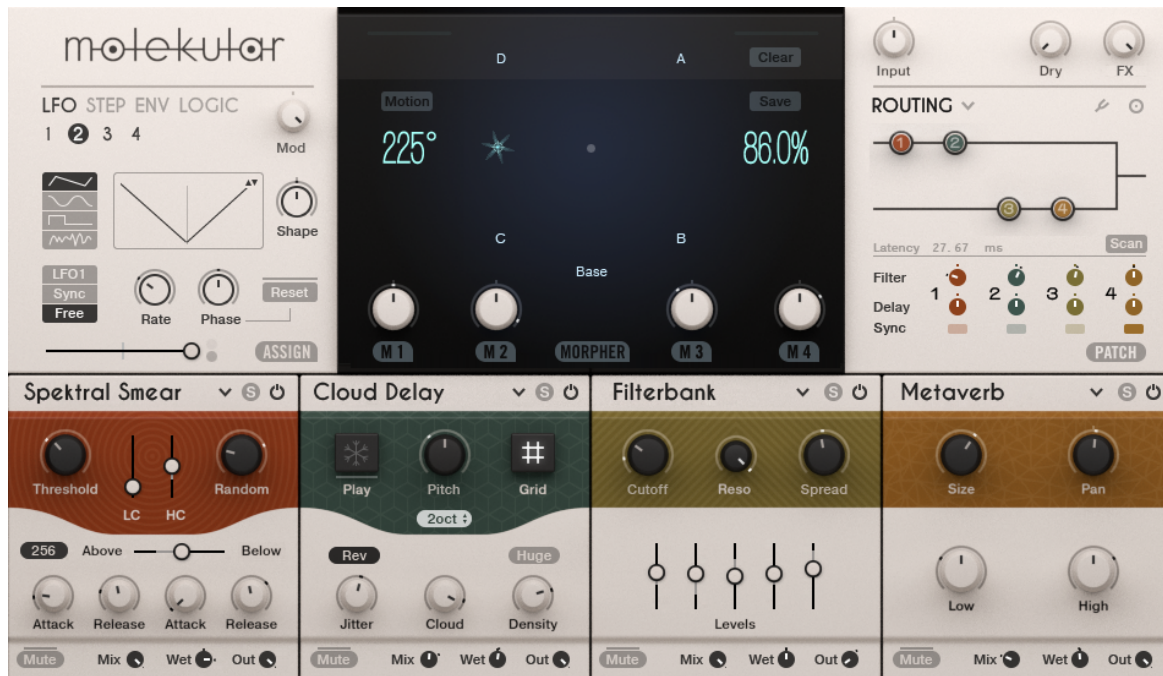 molekular
LFO STEP ENV LOGIC
1 2 3 4
Mod
Shape
LFO1
Sync
Free
Rate Phase
Reset
ASSIGN
D A
Clear
Motion
Save
225° 86.0%
C B
Base
M 1 M 2 MORPHER M 3 M 4
Input Dry FX
ROUTING
1 2
3 4
Latency 27.67 ms
Scan
Filter
1 2 3 4
Delay
Sync
PATCH
Spektral Smear S
Threshold Random
LC HC
256 Above Below
Attack Release Attack Release
Mute Mix Wet Out
Cloud Delay S
Play Pitch Grid
2oct
Rev Huge
Jitter Cloud Density
Mute Mix Wet Out
Filterbank S
Cutoff Reso Spread
Levels
Mute Mix Wet Out
Metaverb S
Size Pan
Low High
Mute Mix Wet Out